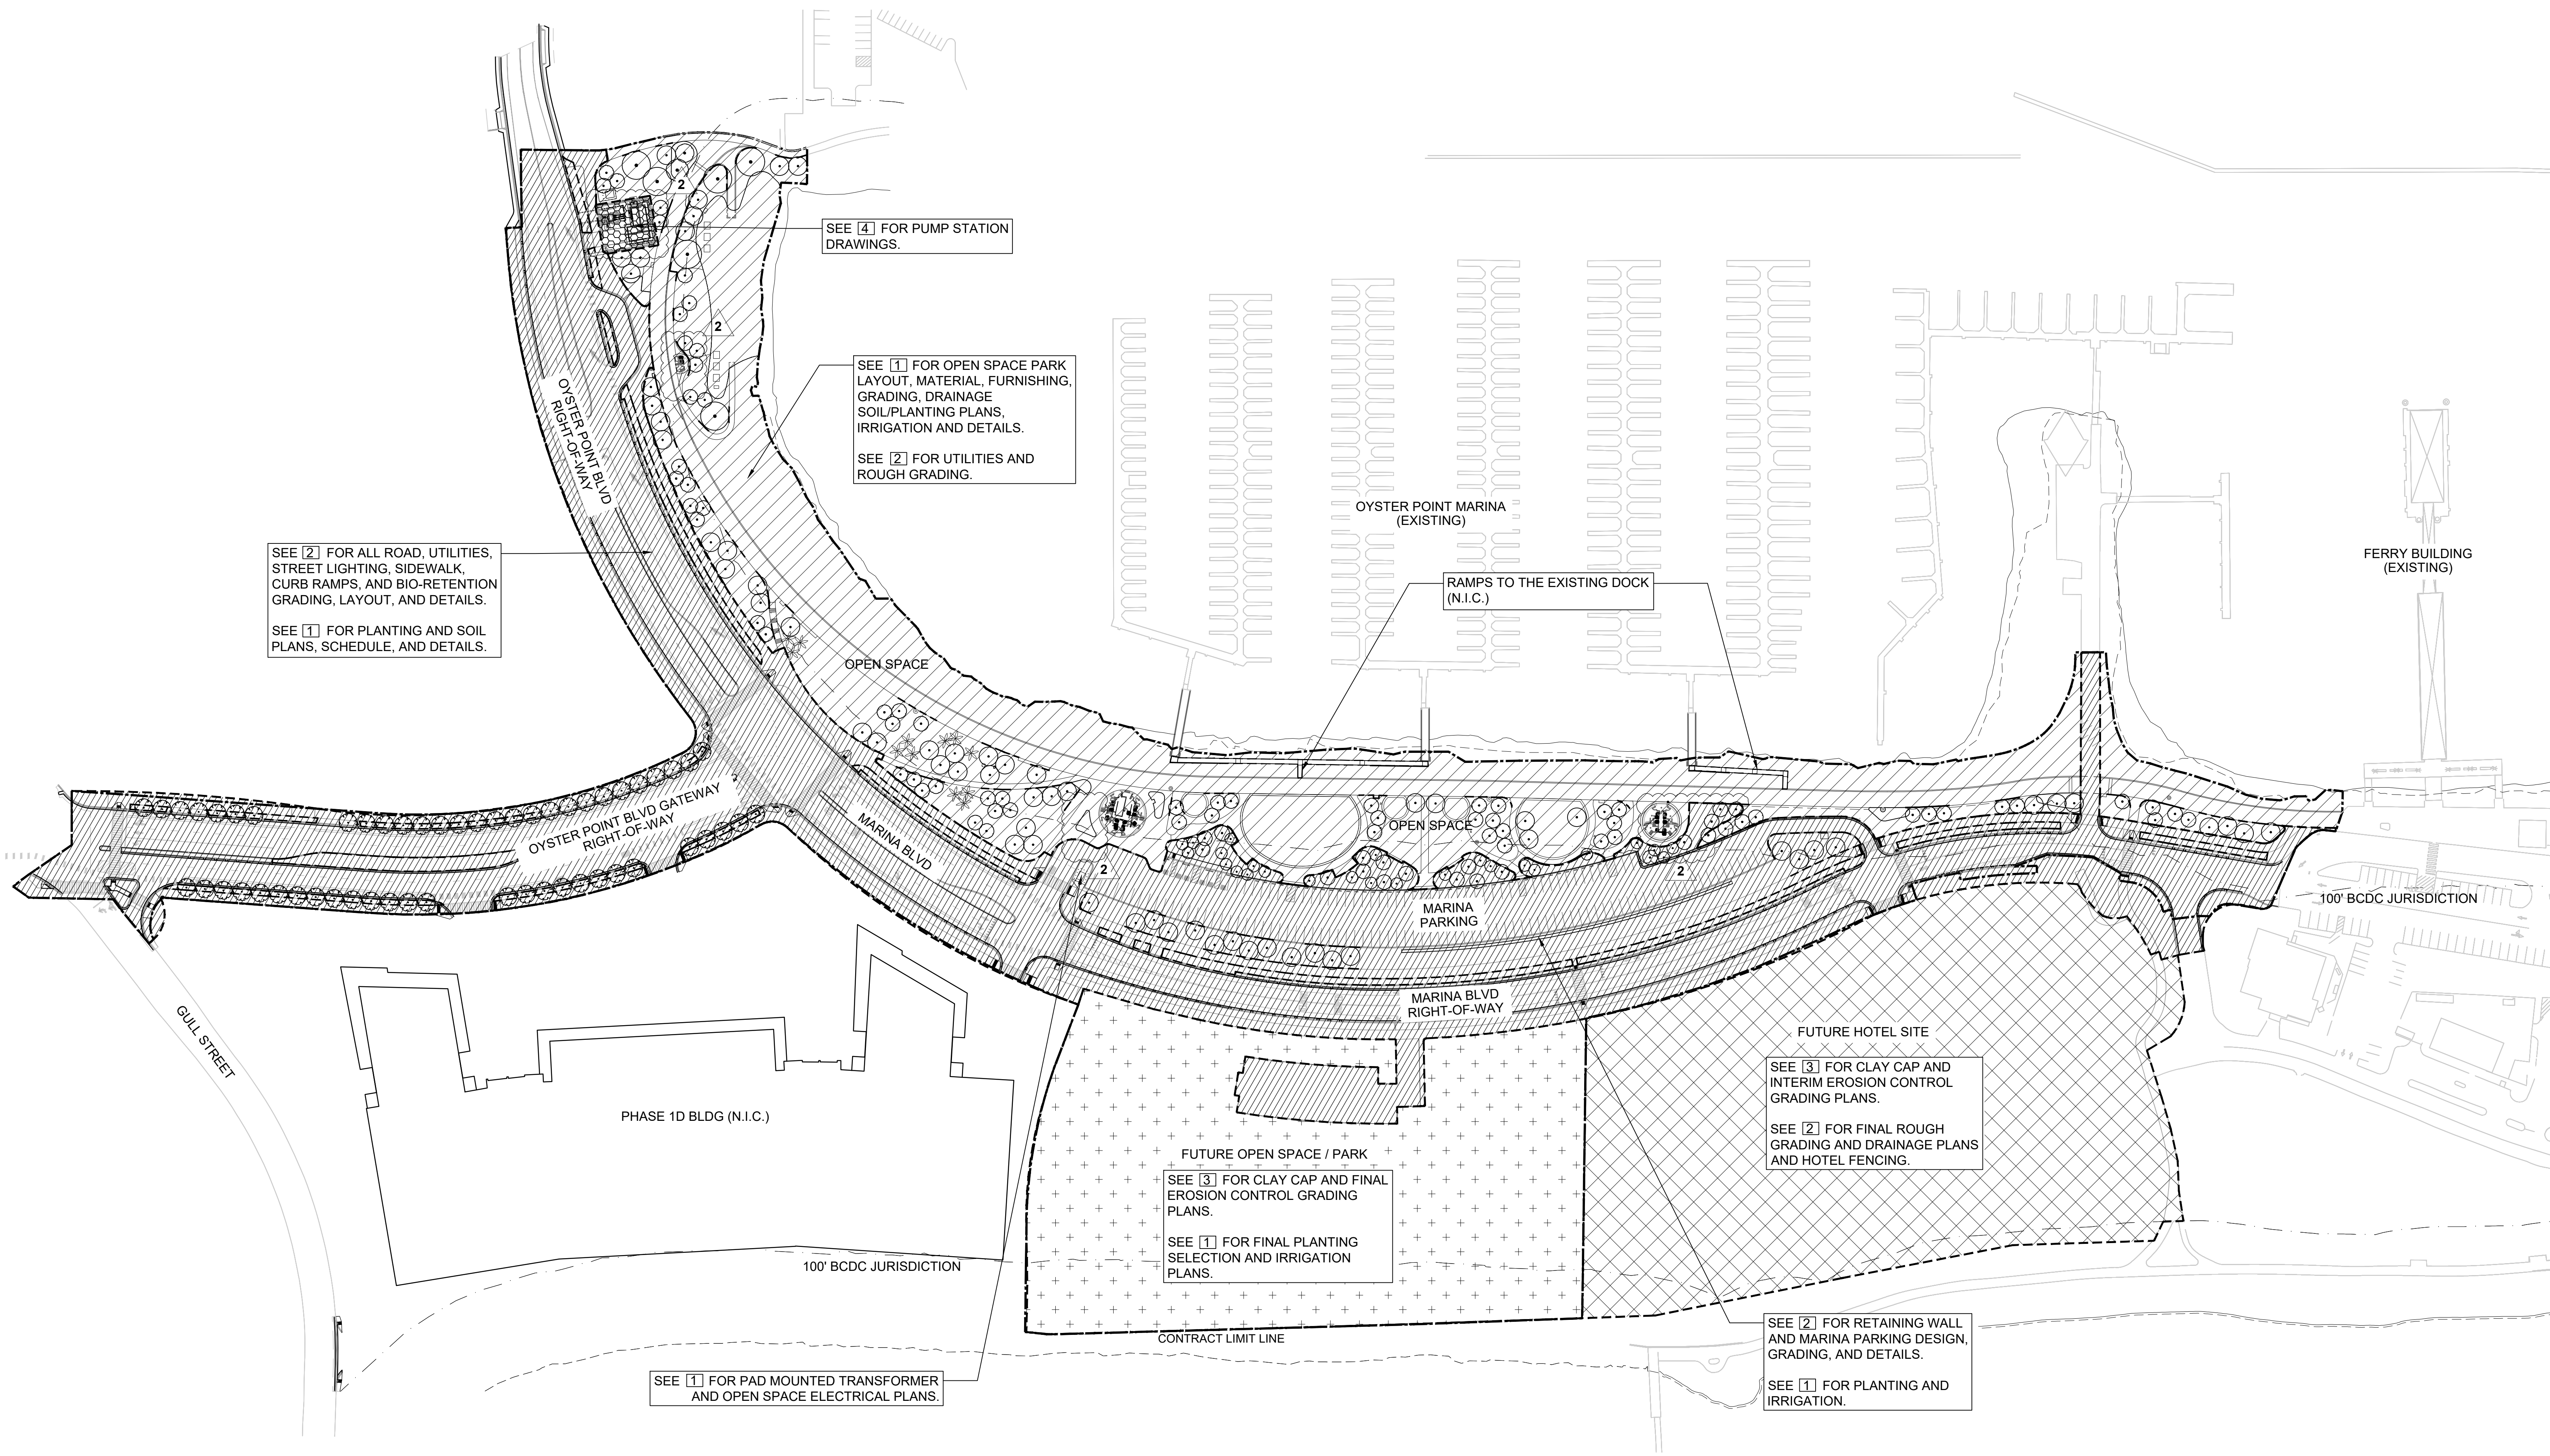 2
SEE 4 FOR PUMP STATION
DRAWINGS.
2
SEE 1 FOR OPEN SPACE PARK
LAYOUT, MATERIAL, FURNISHING,
GRADING, DRAINAGE
SOIL/PLANTING PLANS,
IRRIGATION AND DETAILS.
SEE 2 FOR UTILITIES AND
ROUGH GRADING.
OYSTER POINT BLVD
RIGHT-OF-WAY
OYSTER POINT MARINA
(EXISTING)
FERRY BUILDING
(EXISTING)
SEE 2 FOR ALL ROAD, UTILITIES,
STREET LIGHTING, SIDEWALK,
CURB RAMPS, AND BIO-RETENTION
GRADING, LAYOUT, AND DETAILS.
SEE 1 FOR PLANTING AND SOIL
PLANS, SCHEDULE, AND DETAILS.
RAMPS TO THE EXISTING DOCK
(N.I.C.)
OPEN SPACE
OYSTER POINT BLVD GATEWAY
RIGHT-OF-WAY
MARINA BLVD
OPEN SPACE
2
2
MARINA
PARKING
100' BCDC JURISDICTION
MARINA BLVD
RIGHT-OF-WAY
GULL STREET
FUTURE HOTEL SITE
SEE 3 FOR CLAY CAP AND
INTERIM EROSION CONTROL
GRADING PLANS.
SEE 2 FOR FINAL ROUGH
GRADING AND DRAINAGE PLANS
AND HOTEL FENCING.
PHASE 1D BLDG (N.I.C.)
FUTURE OPEN SPACE / PARK
SEE 3 FOR CLAY CAP AND FINAL
EROSION CONTROL GRADING
PLANS.
SEE 1 FOR FINAL PLANTING
SELECTION AND IRRIGATION
PLANS.
100' BCDC JURISDICTION
CONTRACT LIMIT LINE
SEE 2 FOR RETAINING WALL
AND MARINA PARKING DESIGN,
GRADING, AND DETAILS.
SEE 1 FOR PLANTING AND
IRRIGATION.
SEE 1 FOR PAD MOUNTED TRANSFORMER
AND OPEN SPACE ELECTRICAL PLANS.